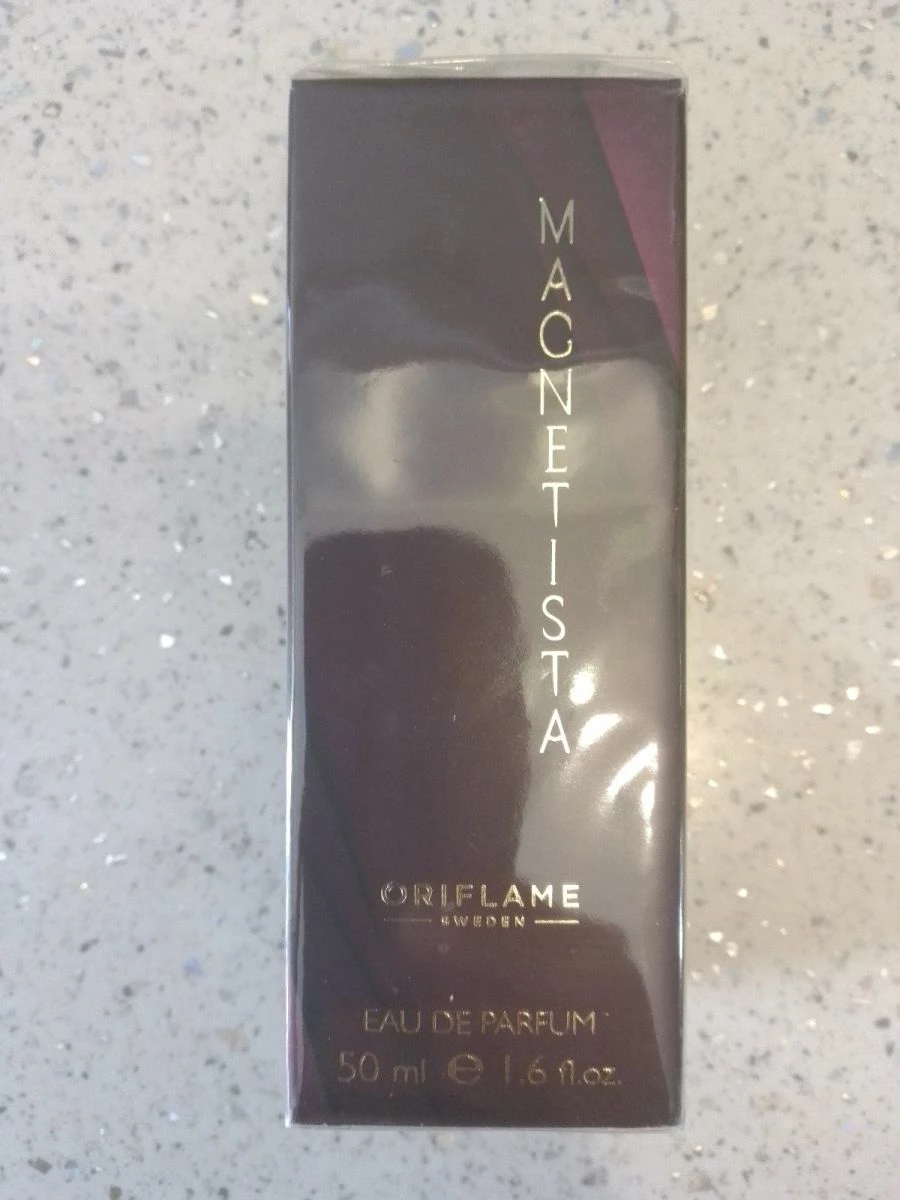 MAGNETISTA
ORIFLAME
SWEDEN
EAU DE PARFUM
50 ml ℮ 1.6 fl.oz.